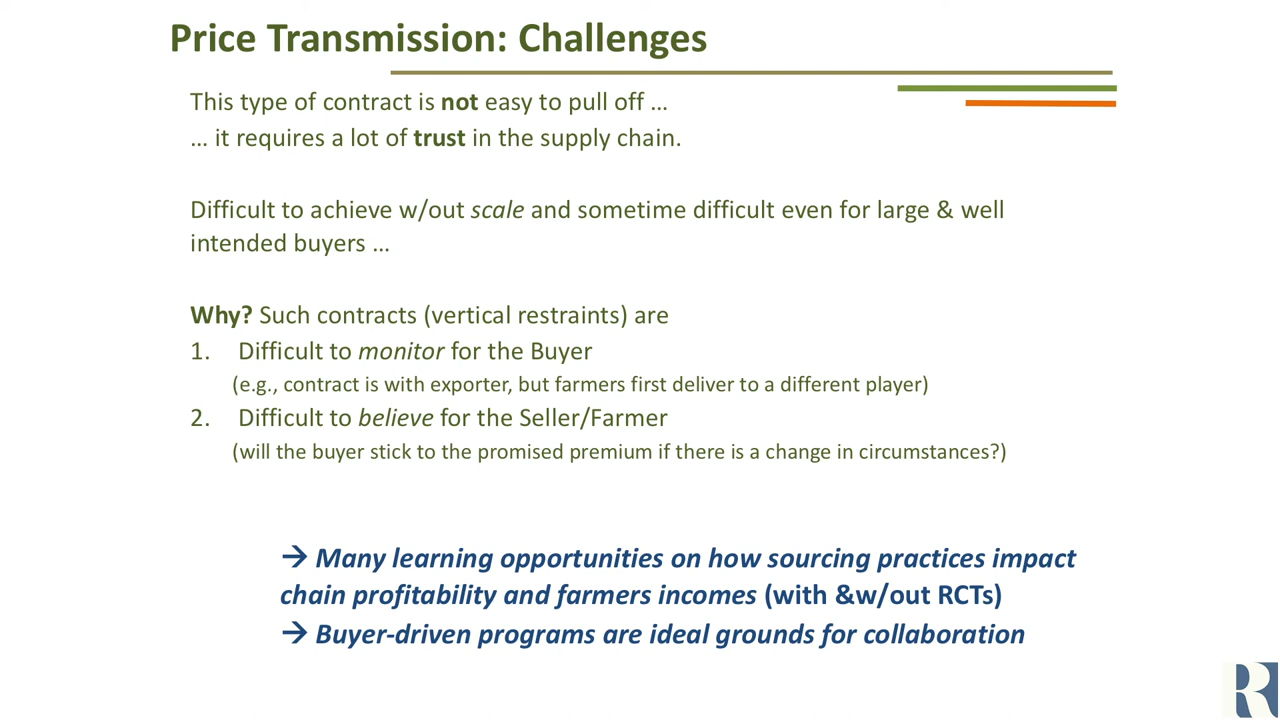 Price Transmission: Challenges
This type of contract is not easy to pull off …
… it requires a lot of trust in the supply chain.
Difficult to achieve w/out scale and sometime difficult even for large & well
intended buyers …
Why? Such contracts (vertical restraints) are
1. Difficult to monitor for the Buyer
(e.g., contract is with exporter, but farmers first deliver to a different player)
2. Difficult to believe for the Seller/Farmer
(will the buyer stick to the promised premium if there is a change in circumstances?)
→ Many learning opportunities on how sourcing practices impact
chain profitability and farmers incomes (with &w/out RCTs)
→ Buyer-driven programs are ideal grounds for collaboration
R